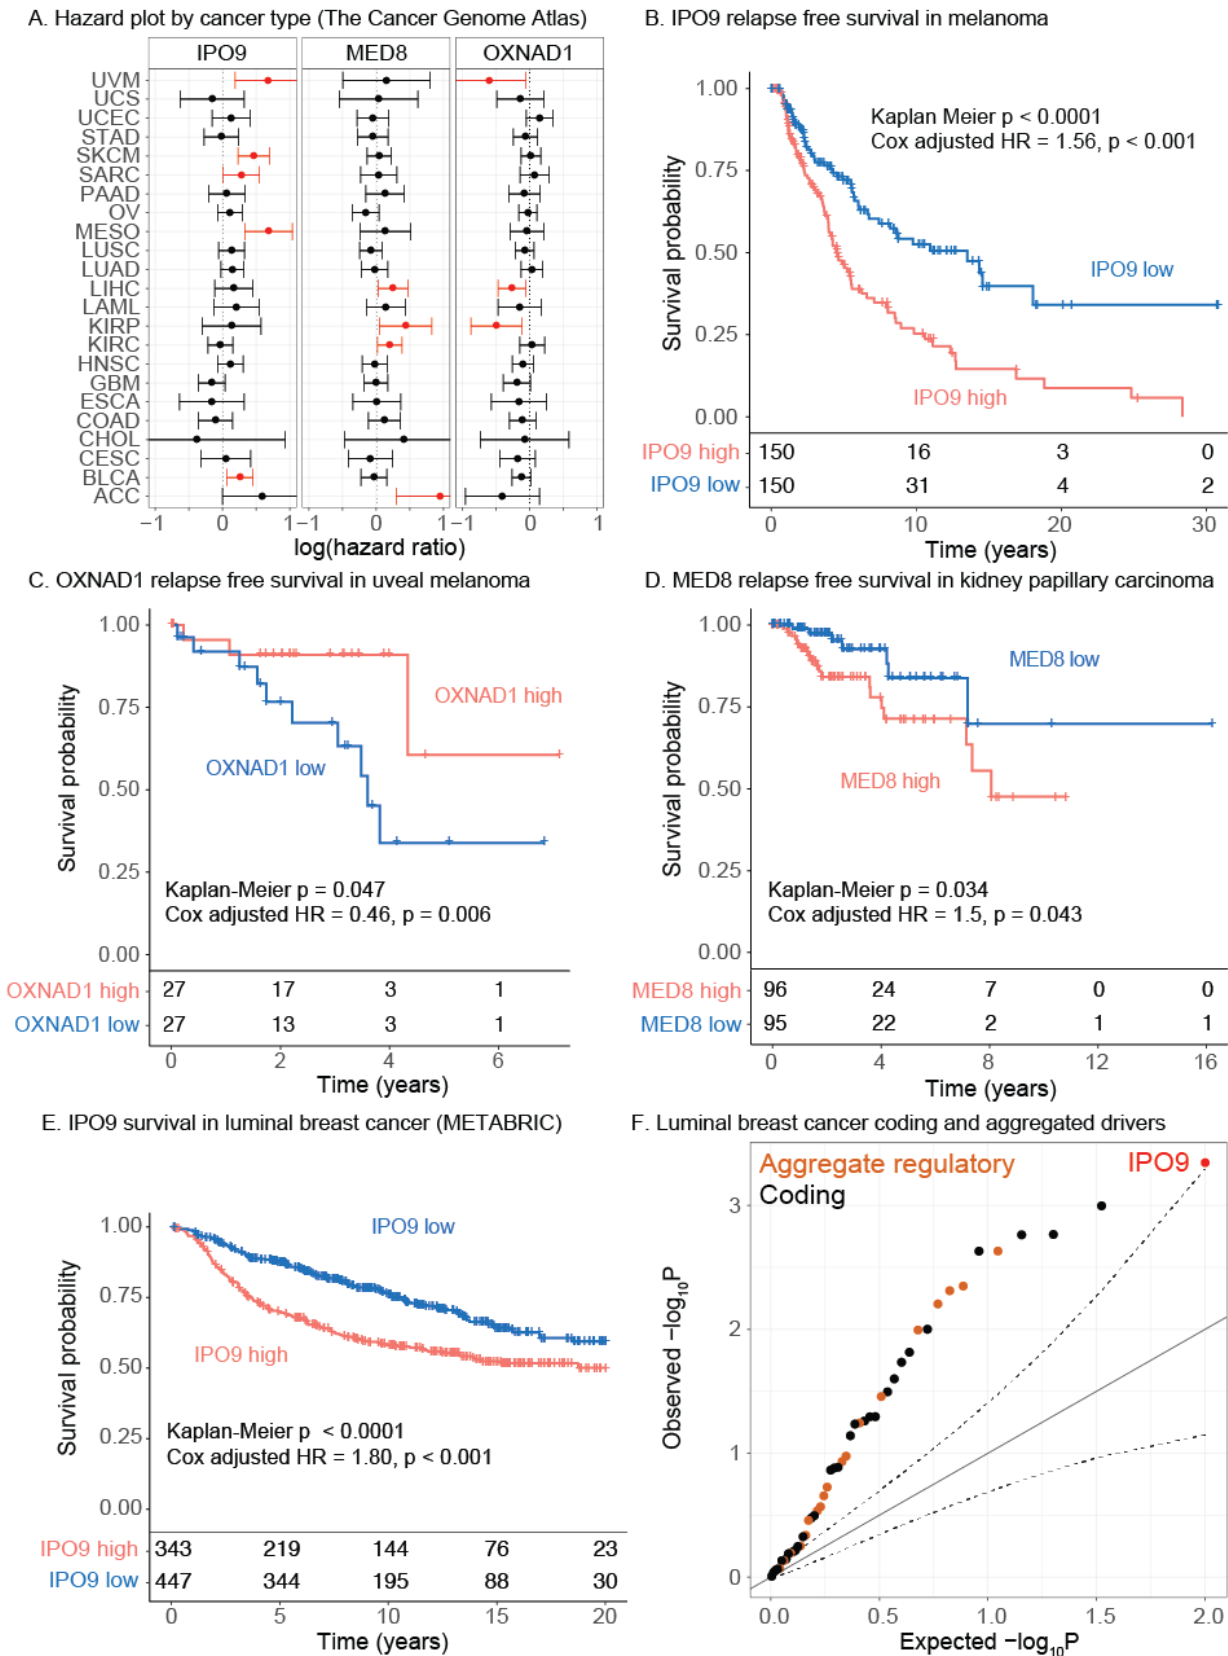 A. Hazard plot by cancer type (The Cancer Genome Atlas)
IPO9 MED8 OXNAD1
UVM
UCS
UCEC
STAD
SKCM
SARC
PAAD
OV
MESO
LUSC
LUAD
LIHC
LAML
KIRP
KIRC
HNSC
GBM
ESCA
COAD
CHOL
CESC
BLCA
ACC
−1 0 1 −1 0 1 −1 0 1
log(hazard ratio)
B. IPO9 relapse free survival in melanoma
Survival probability
1.00
0.75
0.50
0.25
0.00
Kaplan Meier p < 0.0001
Cox adjusted HR = 1.56, p < 0.001
IPO9 low
IPO9 high
IPO9 high 150 16 3 0
IPO9 low 150 31 4 2
0 10 20 30
Time (years)
C. OXNAD1 relapse free survival in uveal melanoma
Survival probability
1.00
0.75
0.50
0.25
0.00
OXNAD1 high
OXNAD1 low
Kaplan-Meier p = 0.047
Cox adjusted HR = 0.46, p = 0.006
OXNAD1 high 27 17 3 1
OXNAD1 low 27 13 3 1
0 2 4 6
Time (years)
D. MED8 relapse free survival in kidney papillary carcinoma
Survival probability
1.00
0.75
0.50
0.25
0.00
MED8 low
MED8 high
Kaplan-Meier p = 0.034
Cox adjusted HR = 1.5, p = 0.043
MED8 high 96 24 7 0 0
MED8 low 95 22 2 1 1
0 4 8 12 16
Time (years)
E. IPO9 survival in luminal breast cancer (METABRIC)
Survival probability
1.00
0.75
0.50
0.25
0.00
IPO9 low
IPO9 high
Kaplan-Meier p < 0.0001
Cox adjusted HR = 1.80, p < 0.001
IPO9 high 343 219 144 76 23
IPO9 low 447 344 195 88 30
0 5 10 15 20
Time (years)
F. Luminal breast cancer coding and aggregated drivers
Aggregate regulatory
Coding
IPO9
Observed −log10P
3
2
1
0
0.0 0.5 1.0 1.5 2.0
Expected −log10P